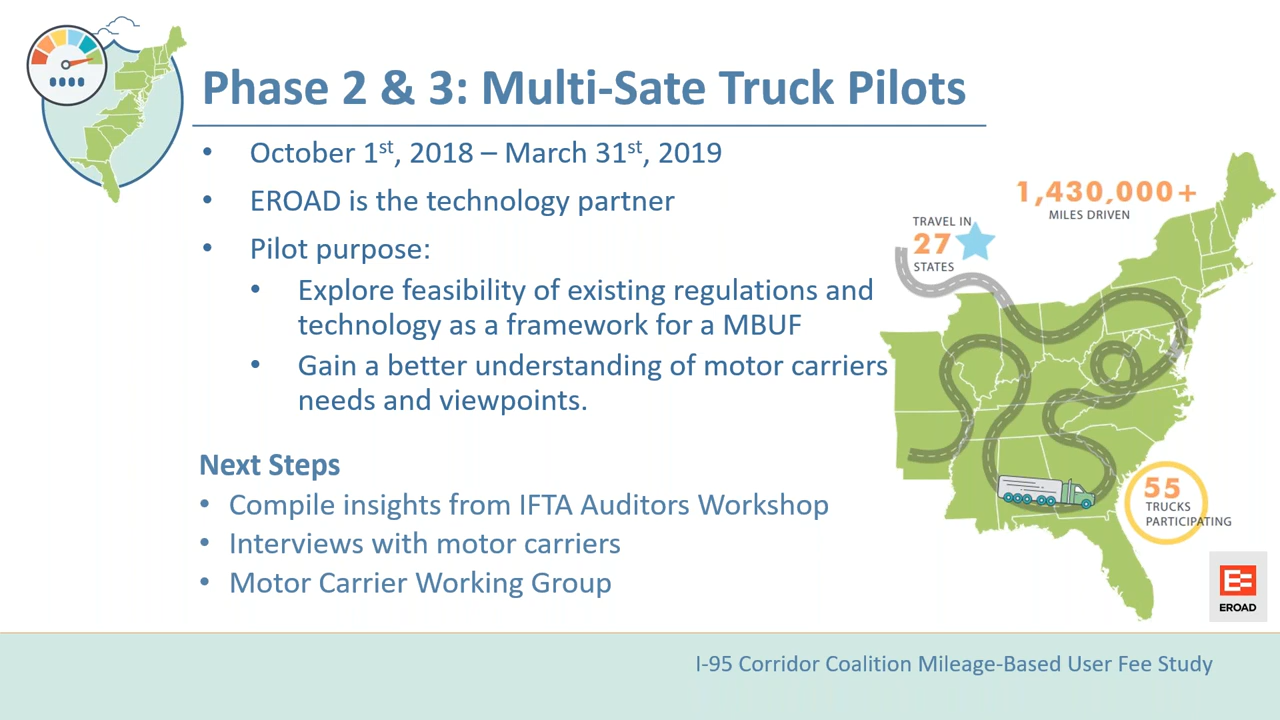 Phase 2 & 3: Multi-Sate Truck Pilots
• October 1st, 2018 – March 31st, 2019
• EROAD is the technology partner
• Pilot purpose:
• Explore feasibility of existing regulations and
technology as a framework for a MBUF
• Gain a better understanding of motor carriers
needs and viewpoints.
Next Steps
• Compile insights from IFTA Auditors Workshop
• Interviews with motor carriers
• Motor Carrier Working Group
1,430,000+
MILES DRIVEN
TRAVEL IN
27
STATES
55
TRUCKS
PARTICIPATING
EROAD
I-95 Corridor Coalition Mileage-Based User Fee Study